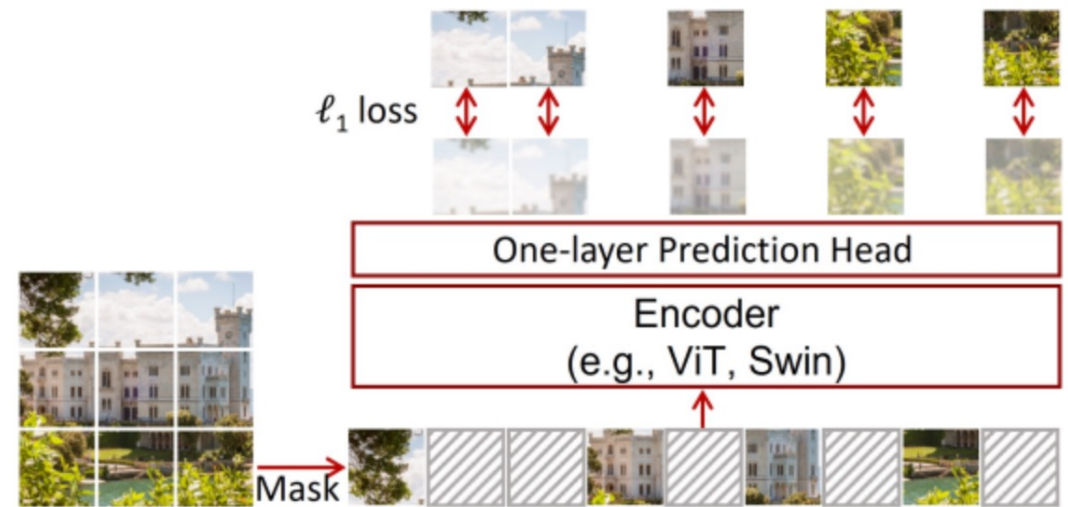 ℓ₁ loss
One-layer Prediction Head
Encoder
(e.g., ViT, Swin)
Mask